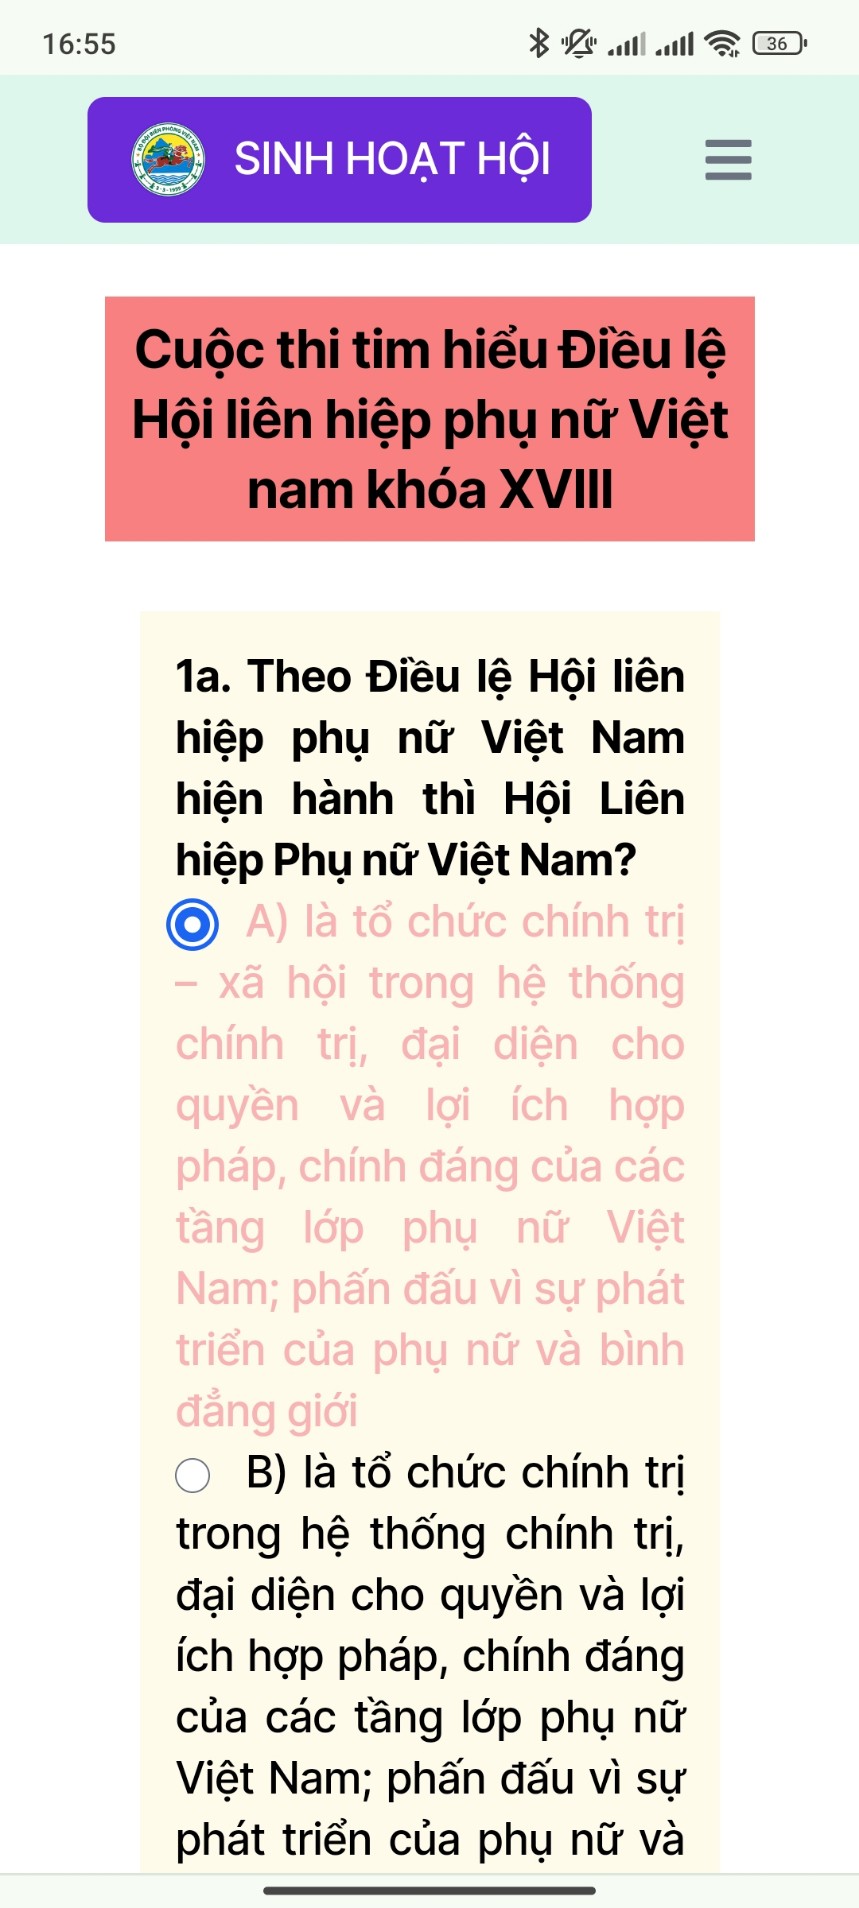 16:55
36
SINH HOẠT HỘI
Cuộc thi tim hiểu Điều lệ
Hội liên hiệp phụ nữ Việt
nam khóa XVIII
1a. Theo Điều lệ Hội liên
hiệp phụ nữ Việt Nam
hiện hành thì Hội Liên
hiệp Phụ nữ Việt Nam?
A) là tổ chức chính trị
– xã hội trong hệ thống
chính trị, đại diện cho
quyền và lợi ích hợp
pháp, chính đáng của các
tầng lớp phụ nữ Việt
Nam; phấn đấu vì sự phát
triển của phụ nữ và bình
đẳng giới
B) là tổ chức chính trị
trong hệ thống chính trị,
đại diện cho quyền và lợi
ích hợp pháp, chính đáng
của các tầng lớp phụ nữ
Việt Nam; phấn đấu vì sự
phát triển của phụ nữ và